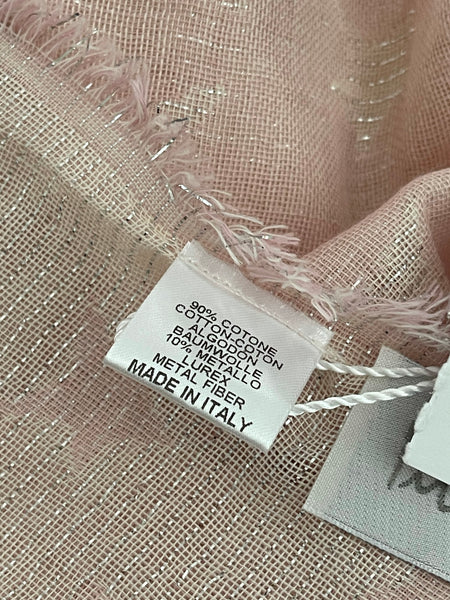 90% COTONE
COTTON-COTON
ALGODON
BAUMWOLLE
10% METALLO
LUREX
METAL FIBER
MADE IN ITALY